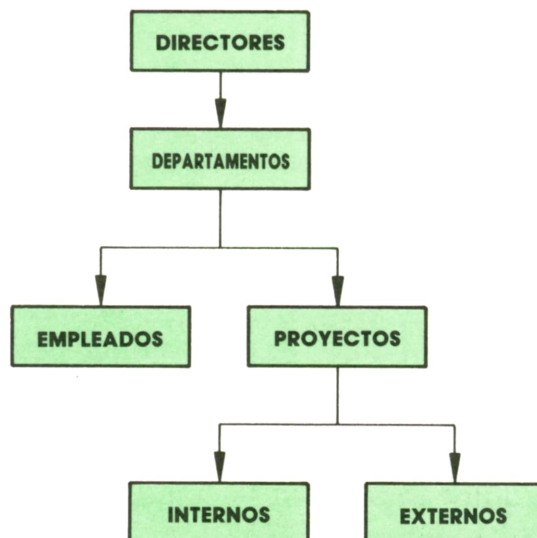 DIRECTORES
DEPARTAMENTOS
EMPLEADOS
PROYECTOS
INTERNOS
EXTERNOS